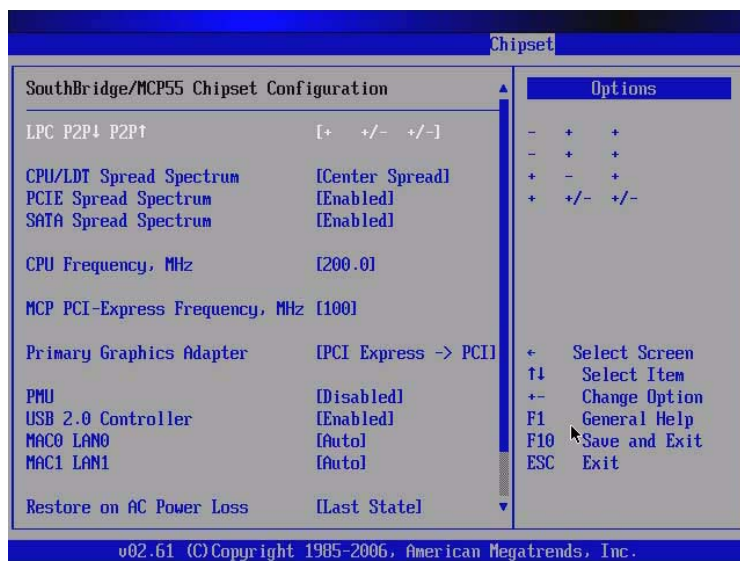 Chipset
SouthBridge/MCP55 Chipset Configuration
LPC P2P↓ P2P↑ [+ +/- +/-]
CPU/LDT Spread Spectrum [Center Spread]
PCIE Spread Spectrum [Enabled]
SATA Spread Spectrum [Enabled]
CPU Frequency, MHz [200.0]
MCP PCI-Express Frequency, MHz [100]
Primary Graphics Adapter [PCI Express -> PCI]
PMU [Disabled]
USB 2.0 Controller [Enabled]
MAC0 LAN0 [Auto]
MAC1 LAN1 [Auto]
Restore on AC Power Loss [Last State]
Options
- + +
- + +
+ - +
+ +/- +/-
← Select Screen
↑↓ Select Item
+- Change Option
F1 General Help
F10 Save and Exit
ESC Exit
v02.61 (C)Copyright 1985-2006, American Megatrends, Inc.